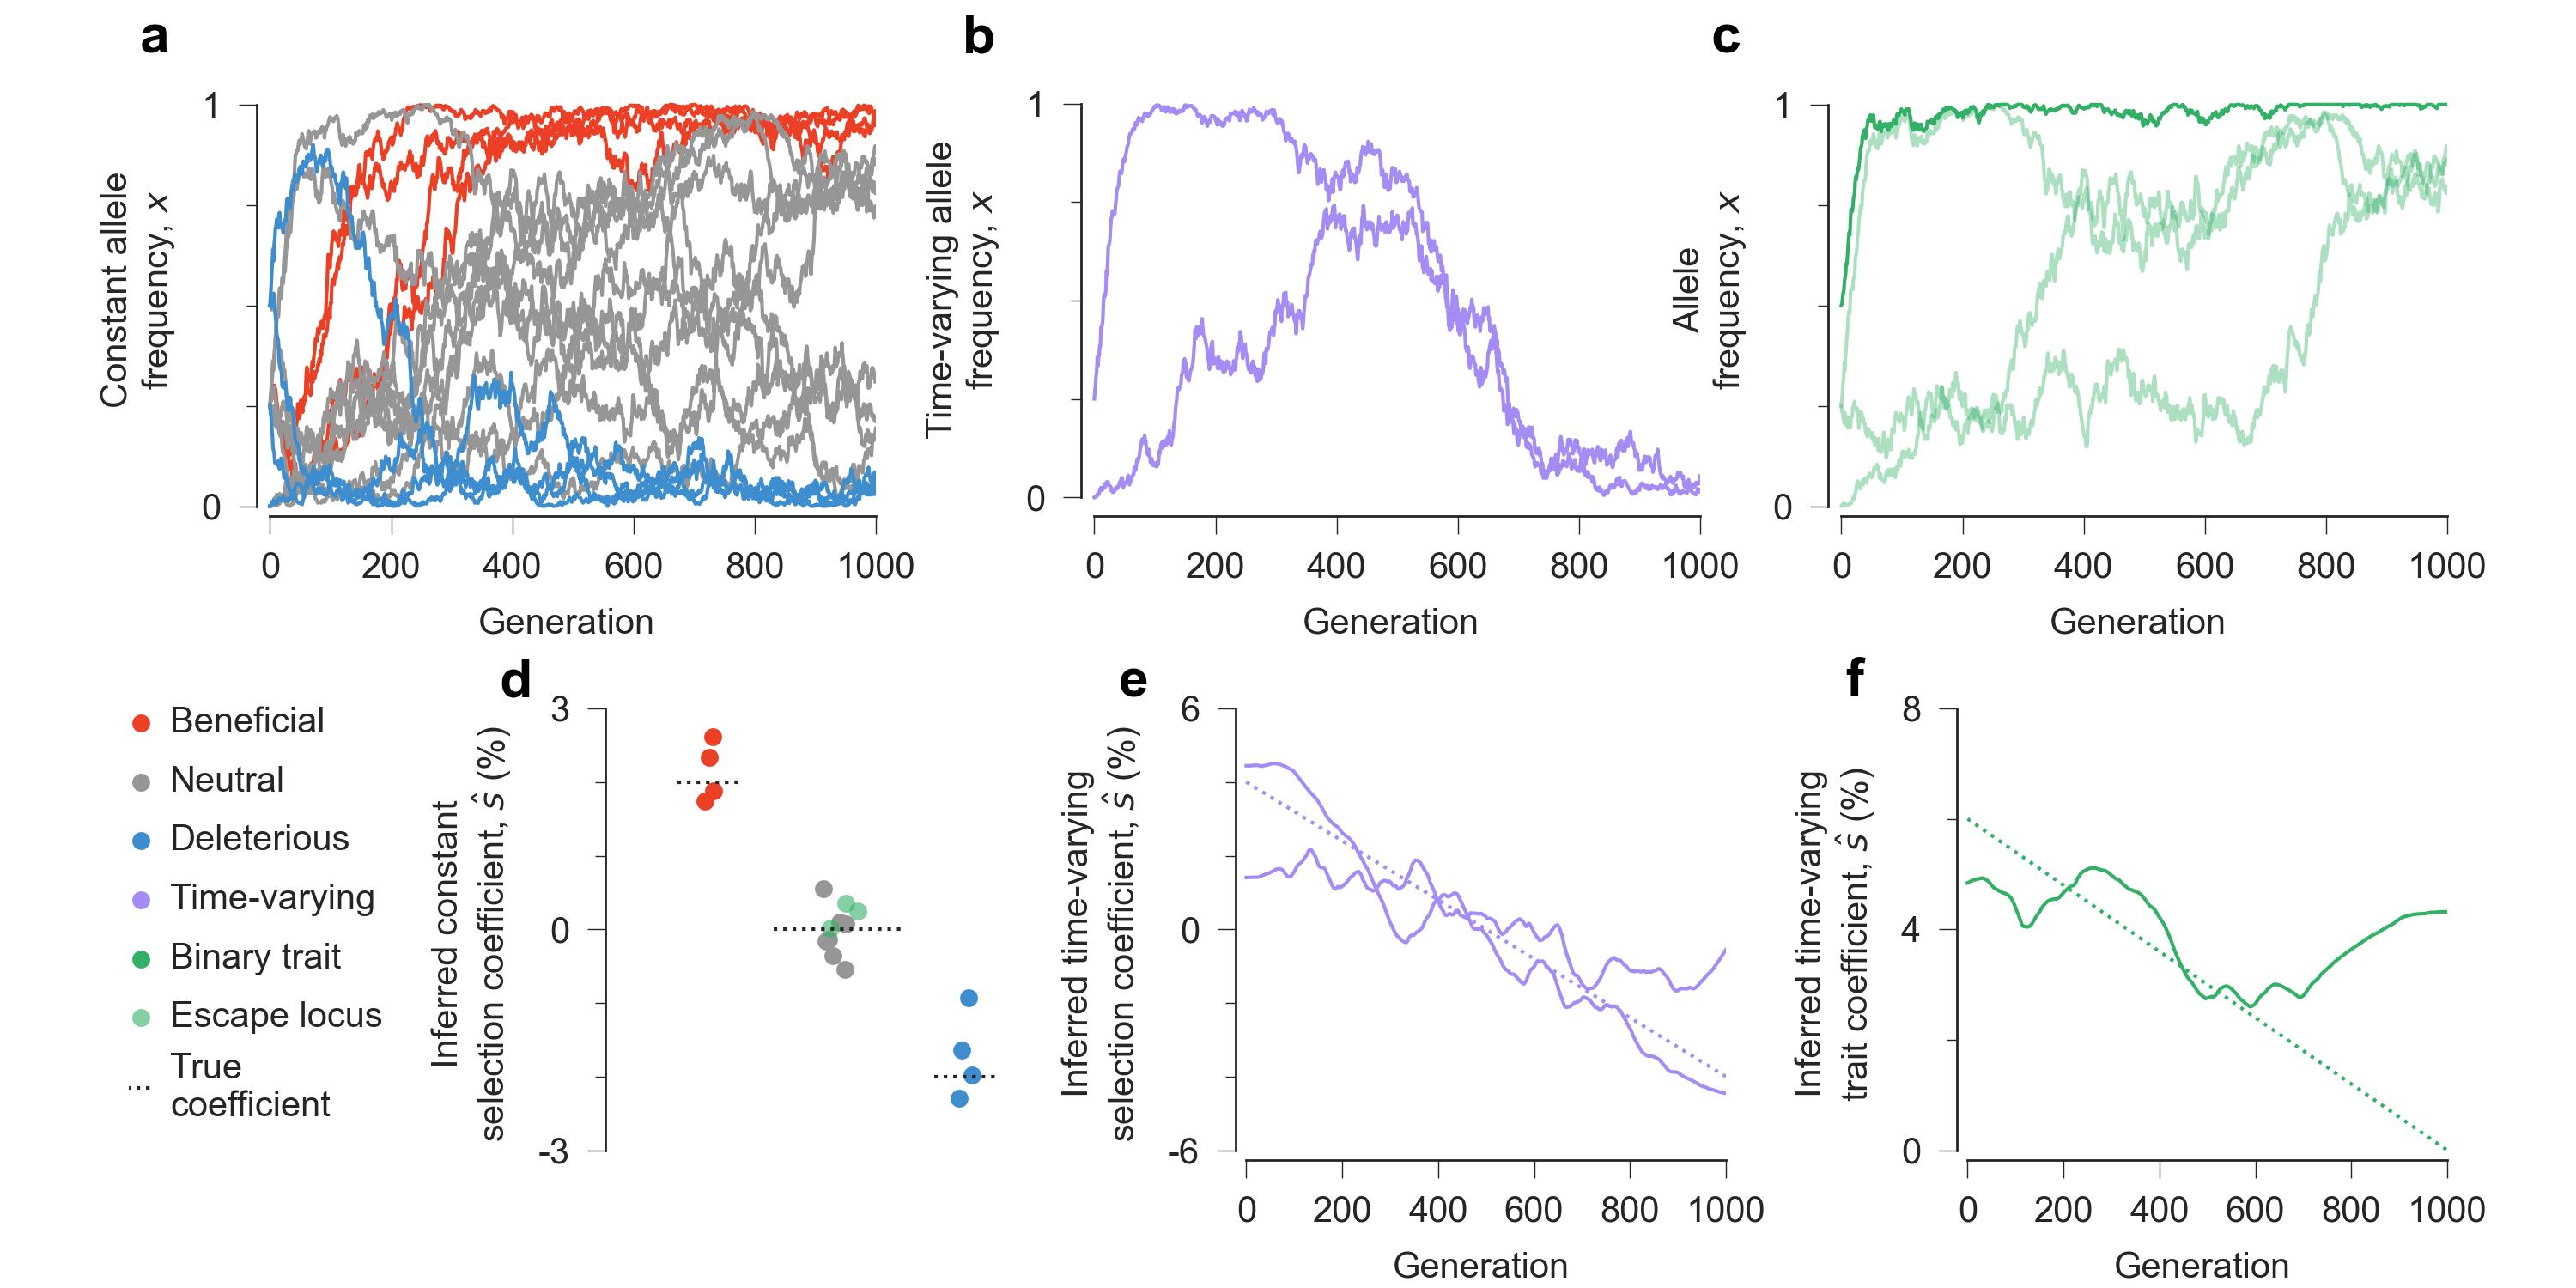 a
b
c
1
0
Constant allele
frequency, x
0 200 400 600 800 1000
Generation
1
0
Time-varying allele
frequency, x
0 200 400 600 800 1000
Generation
1
0
Allele
frequency, x
0 200 400 600 800 1000
Generation
Beneficial
Neutral
Deleterious
Time-varying
Binary trait
Escape locus
True
coefficient
d
3
0
-3
Inferred constant
selection coefficient, ŝ (%)
e
6
0
-6
Inferred time-varying
selection coefficient, ŝ (%)
0 200 400 600 800 1000
Generation
f
8
4
0
Inferred time-varying
trait coefficient, ŝ (%)
0 200 400 600 800 1000
Generation